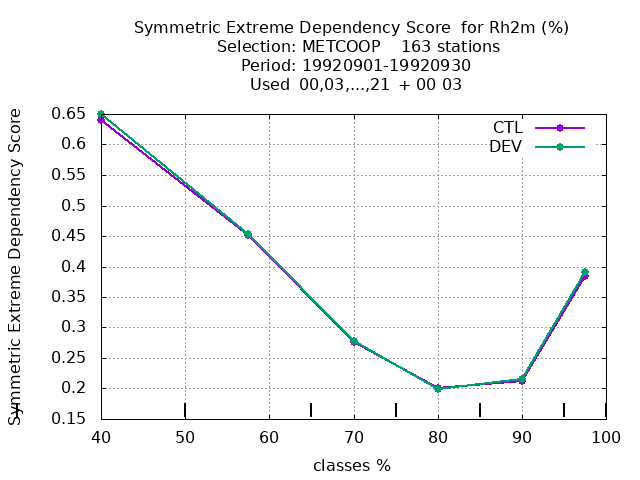 Symmetric Extreme Dependency Score for Rh2m (%)
Selection: METCOOP 163 stations
Period: 19920901-19920930
Used 00,03,...,21 + 00 03
CTL
DEV
Symmetric Extreme Dependency Score
0.65
0.6
0.55
0.5
0.45
0.4
0.35
0.3
0.25
0.2
0.15
40 50 60 70 80 90 100
classes %